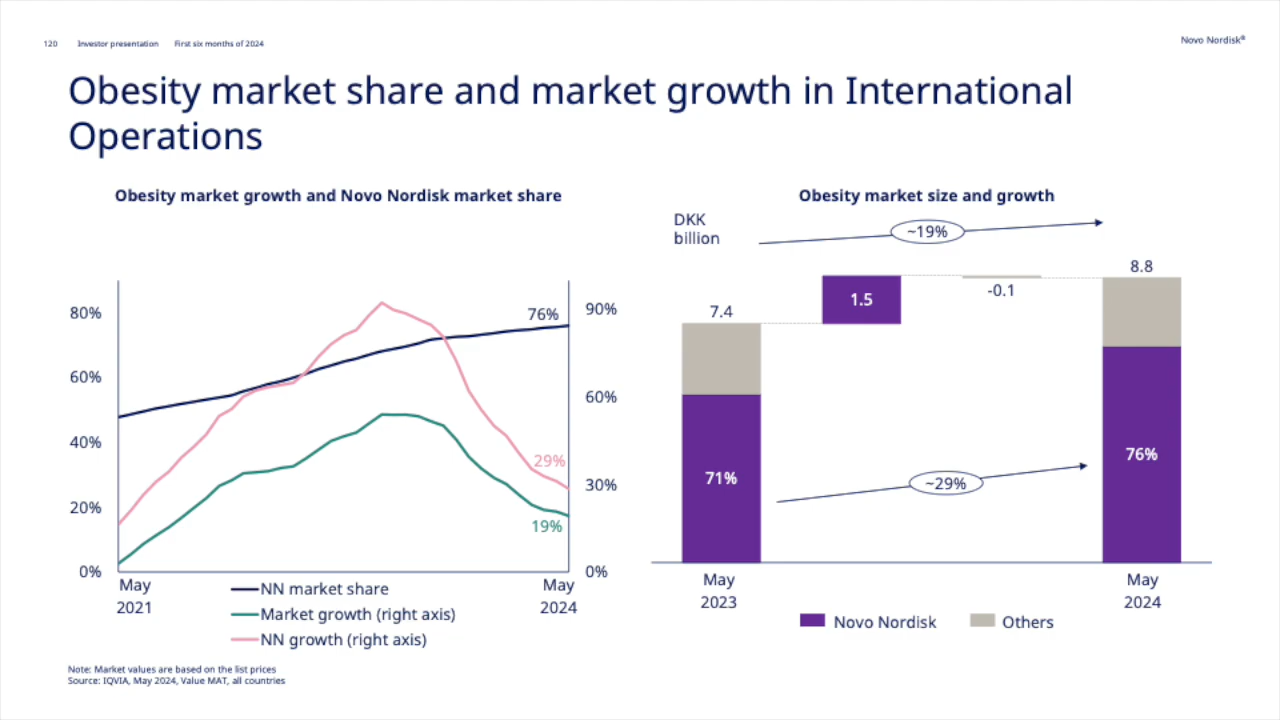 120 Investor presentation First six months of 2024
Novo Nordisk®
Obesity market share and market growth in International
Operations
Obesity market growth and Novo Nordisk market share
80%
60%
40%
20%
0%
90%
60%
30%
0%
76%
29%
19%
May
2021
May
2024
NN market share
Market growth (right axis)
NN growth (right axis)
Obesity market size and growth
DKK
billion
~19%
7.4
1.5
-0.1
8.8
71%
~29%
76%
May
2023
May
2024
Novo Nordisk
Others
Note: Market values are based on the list prices
Source: IQVIA, May 2024, Value MAT, all countries